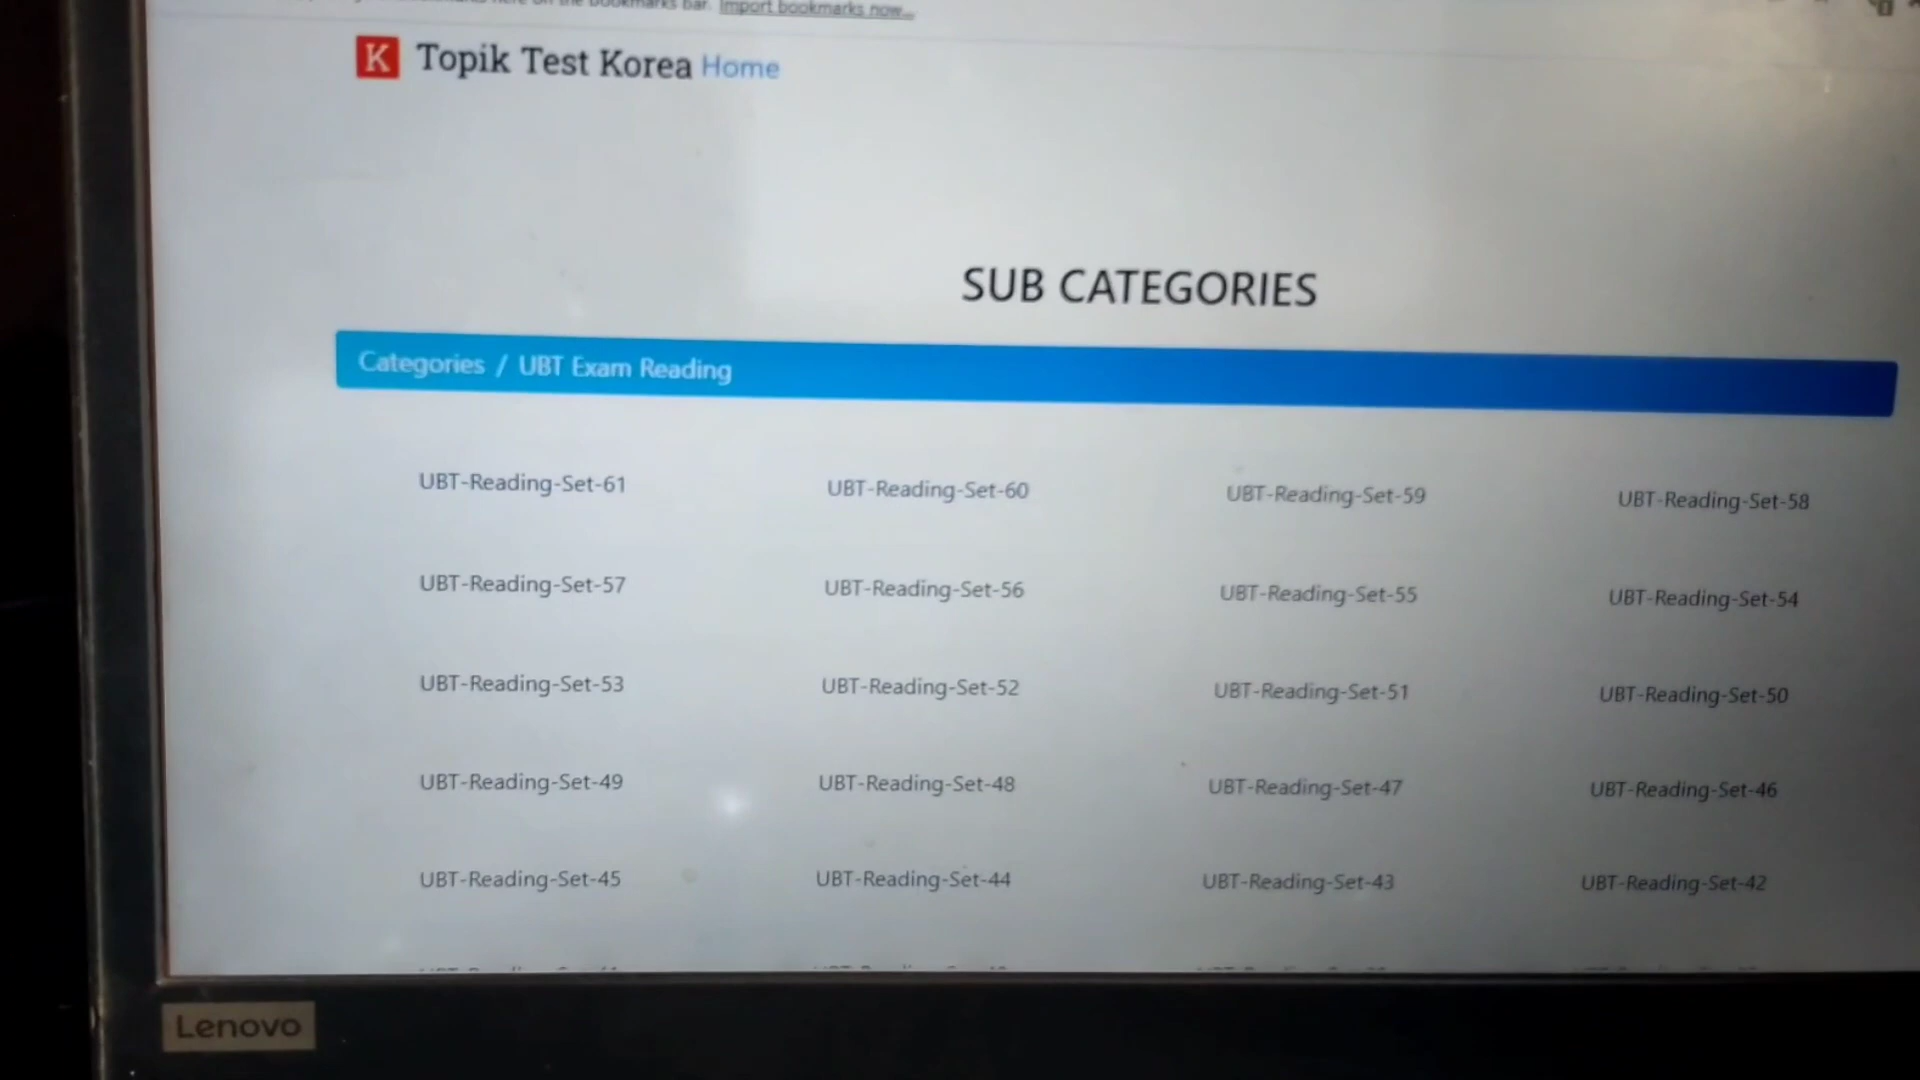 bookmarks bar. Import bookmarks now...
K Topik Test Korea Home
SUB CATEGORIES
Categories / UBT Exam Reading
UBT-Reading-Set-61 UBT-Reading-Set-60 UBT-Reading-Set-59 UBT-Reading-Set-58
UBT-Reading-Set-57 UBT-Reading-Set-56 UBT-Reading-Set-55 UBT-Reading-Set-54
UBT-Reading-Set-53 UBT-Reading-Set-52 UBT-Reading-Set-51 UBT-Reading-Set-50
UBT-Reading-Set-49 UBT-Reading-Set-48 UBT-Reading-Set-47 UBT-Reading-Set-46
UBT-Reading-Set-45 UBT-Reading-Set-44 UBT-Reading-Set-43 UBT-Reading-Set-42
Lenovo